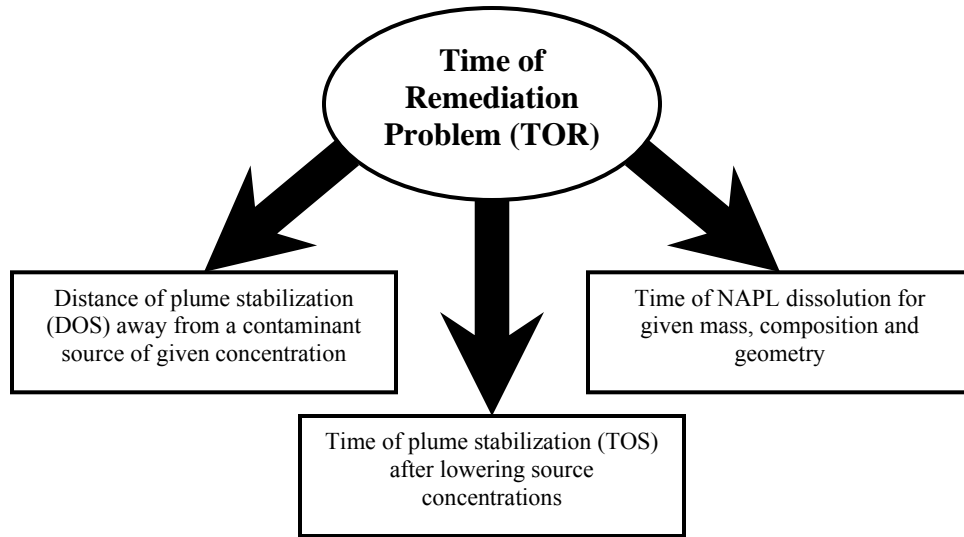 Time of
Remediation
Problem (TOR)
Distance of plume stabilization
(DOS) away from a contaminant
source of given concentration
Time of NAPL dissolution for
given mass, composition and
geometry
Time of plume stabilization (TOS)
after lowering source
concentrations